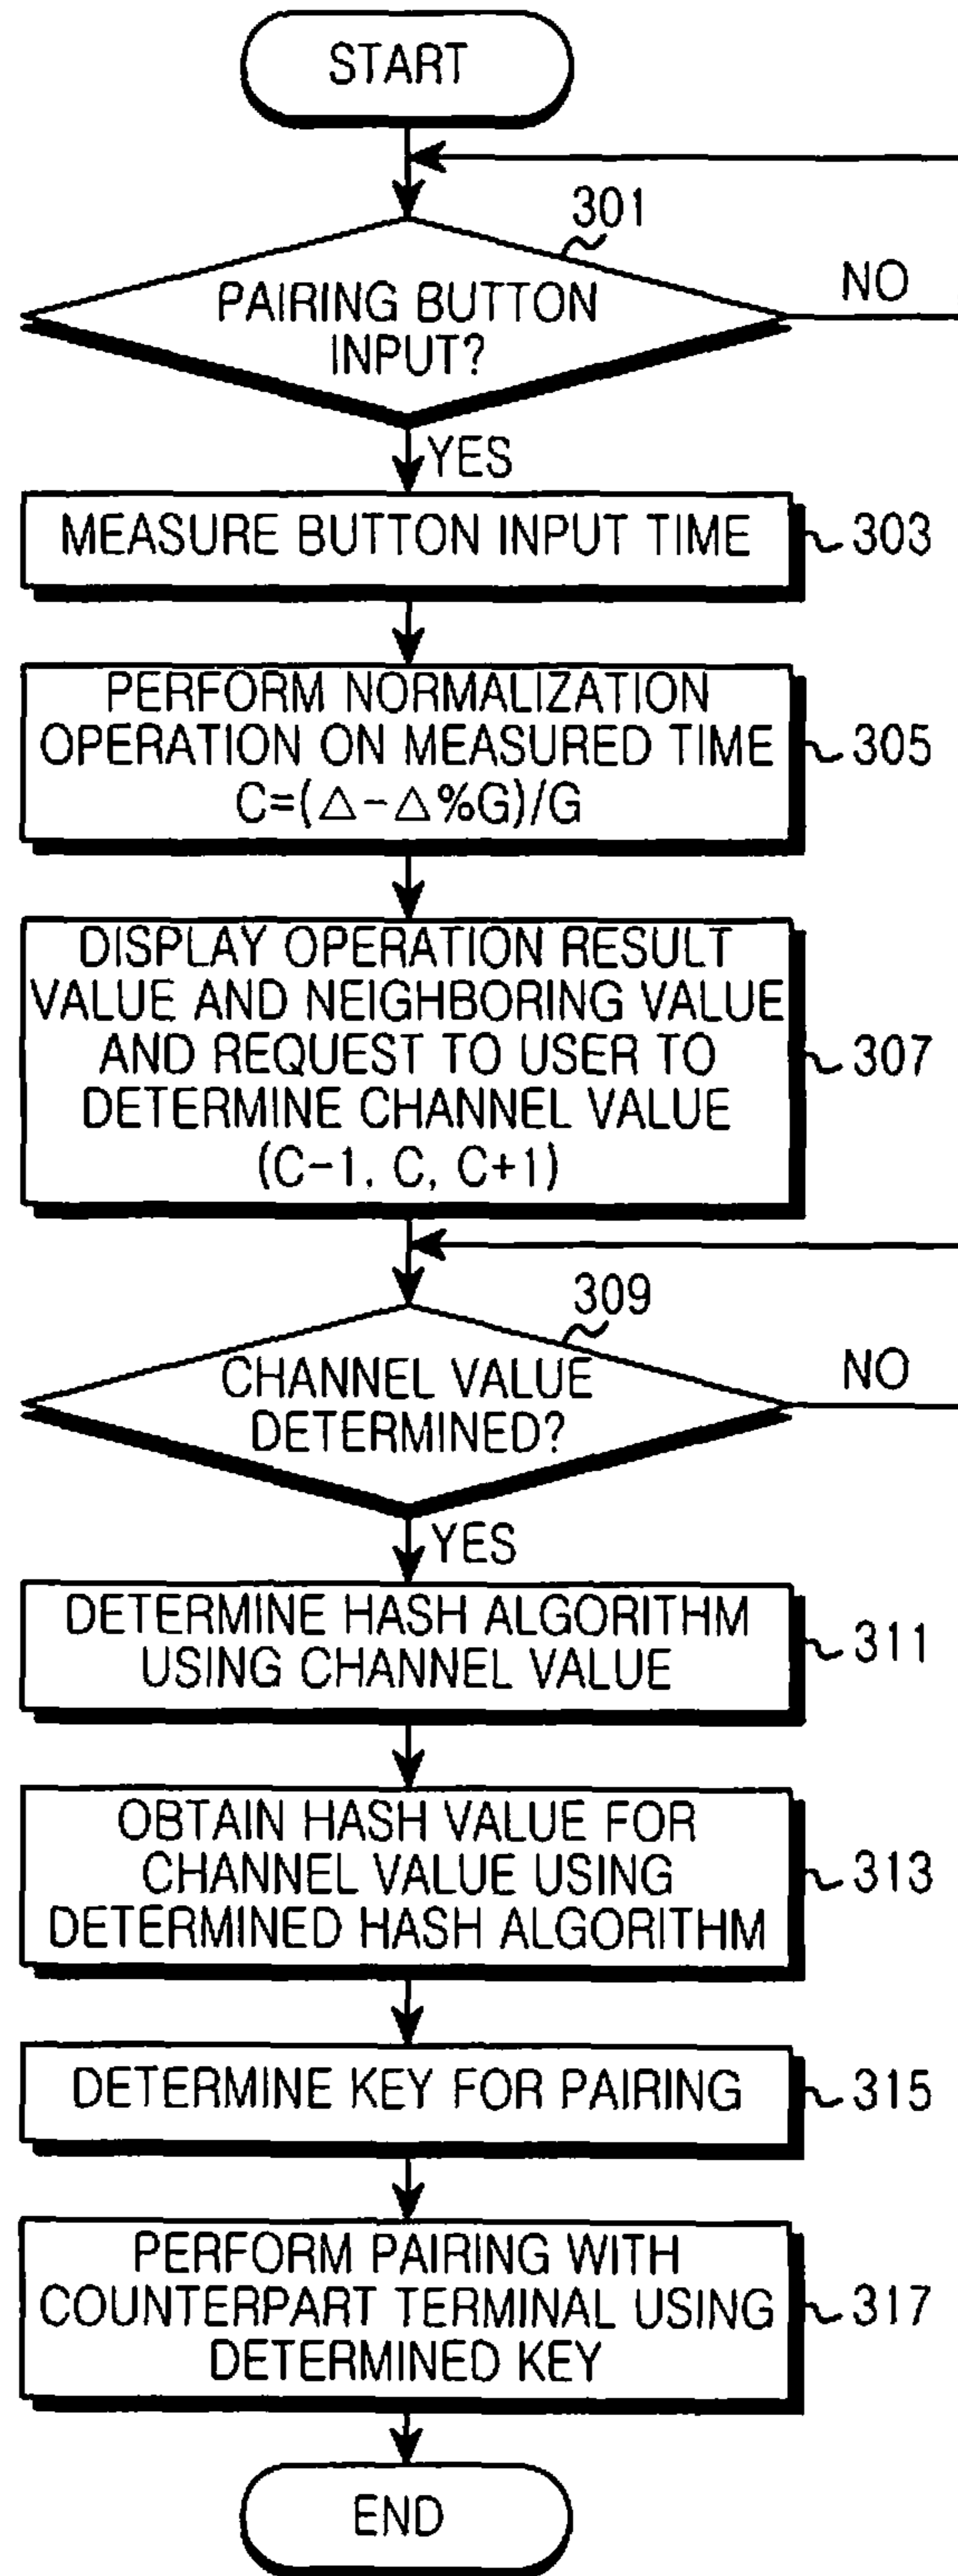 START
301
PAIRING BUTTON
INPUT?
NO
YES
MEASURE BUTTON INPUT TIME
303
PERFORM NORMALIZATION
OPERATION ON MEASURED TIME
C=(△-△%G)/G
305
DISPLAY OPERATION RESULT
VALUE AND NEIGHBORING VALUE
AND REQUEST TO USER TO
DETERMINE CHANNEL VALUE
(C-1, C, C+1)
307
309
CHANNEL VALUE
DETERMINED?
NO
YES
DETERMINE HASH ALGORITHM
USING CHANNEL VALUE
311
OBTAIN HASH VALUE FOR
CHANNEL VALUE USING
DETERMINED HASH ALGORITHM
313
DETERMINE KEY FOR PAIRING
315
PERFORM PAIRING WITH
COUNTERPART TERMINAL USING
DETERMINED KEY
317
END